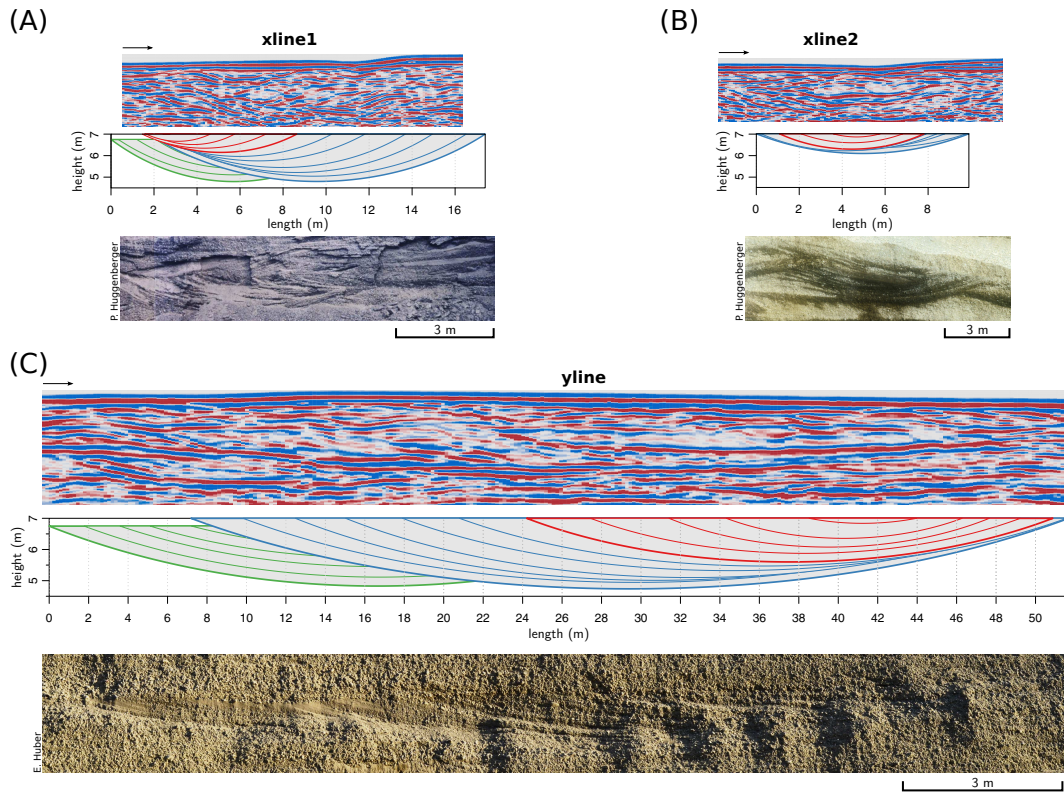 (A)
xline1
height (m)
7
6
5
0 2 4 6 8 10 12 14 16
length (m)
P. Huggenberger
3 m
(B)
xline2
height (m)
7
6
5
0 2 4 6 8
length (m)
P. Huggenberger
3 m
(C)
yline
height (m)
7
6
5
0 2 4 6 8 10 12 14 16 18 20 22 24 26 28 30 32 34 36 38 40 42 44 46 48 50
length (m)
E. Huber
3 m